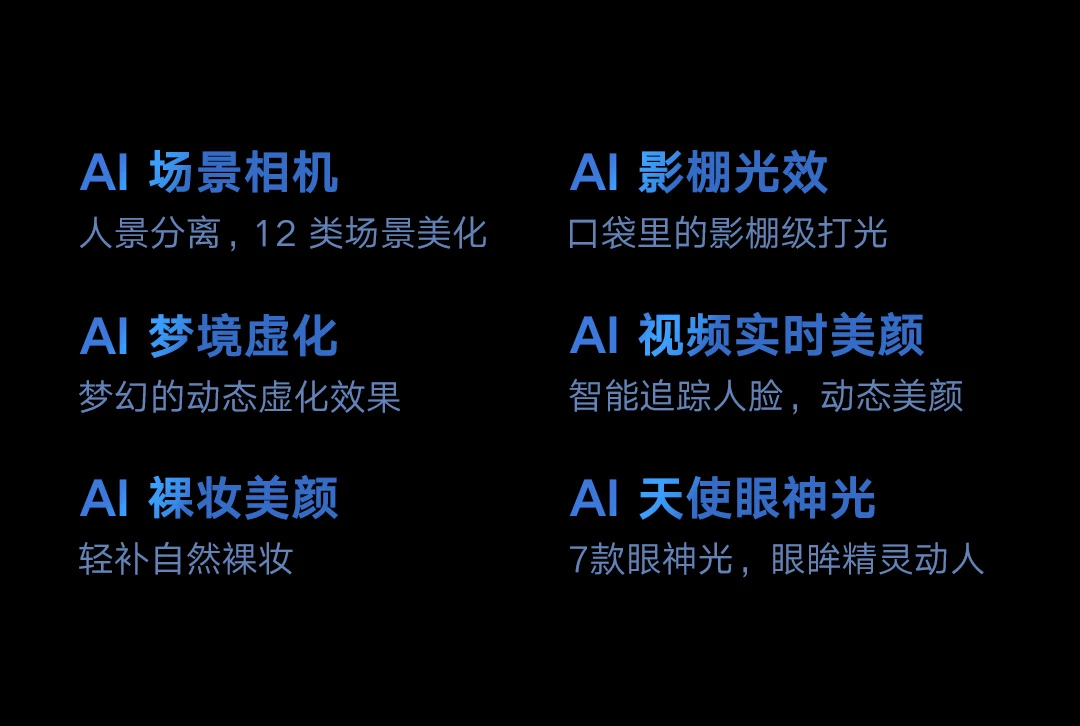 AI 场景相机
人景分离，12 类场景美化
AI 影棚光效
口袋里的影棚级打光
AI 梦境虚化
梦幻的动态虚化效果
AI 视频实时美颜
智能追踪人脸，动态美颜
AI 裸妆美颜
轻补自然裸妆
AI 天使眼神光
7款眼神光，眼眸精灵动人